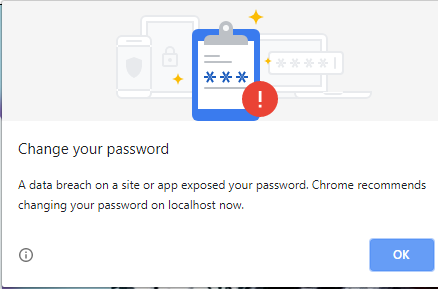 Change your password
A data breach on a site or app exposed your password. Chrome recommends
changing your password on localhost now.
OK